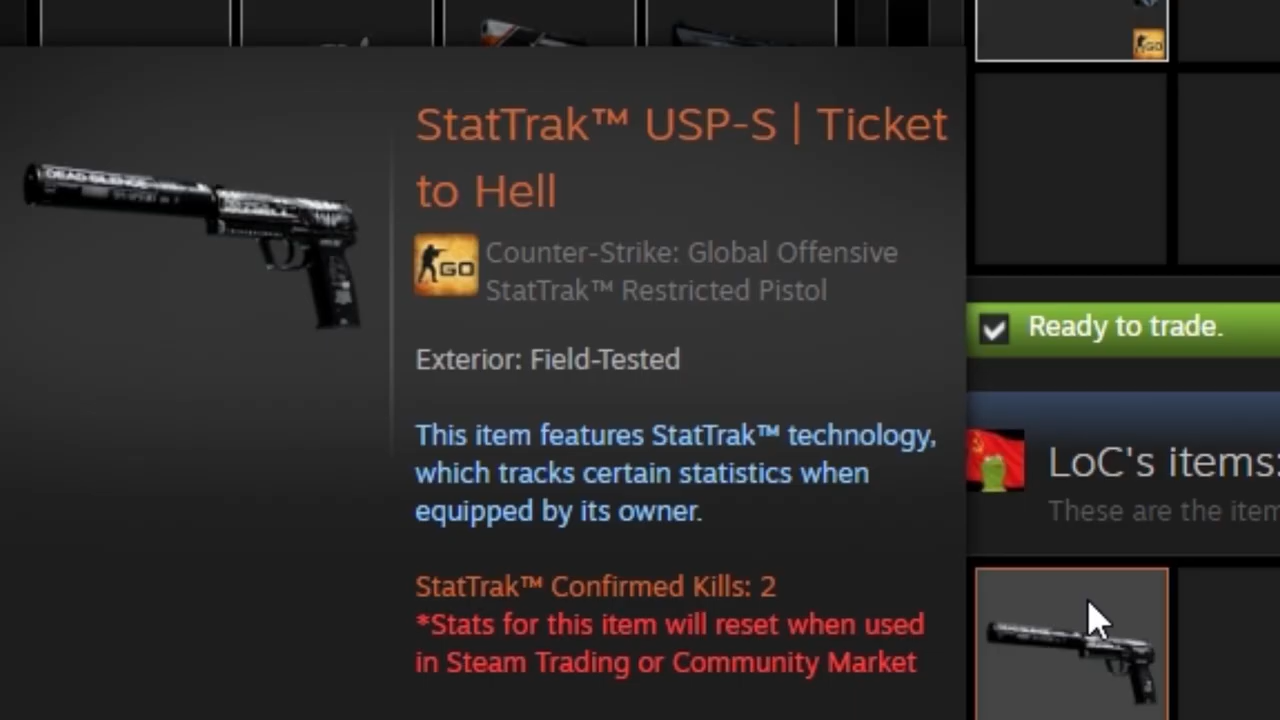 GO
StatTrak™ USP-S | Ticket
to Hell
GO
Counter-Strike: Global Offensive
StatTrak™ Restricted Pistol
Exterior: Field-Tested
This item features StatTrak™ technology,
which tracks certain statistics when
equipped by its owner.
StatTrak™ Confirmed Kills: 2
*Stats for this item will reset when used
in Steam Trading or Community Market
DEAD SILENCE
Ready to trade.
LoC's items:
These are the item